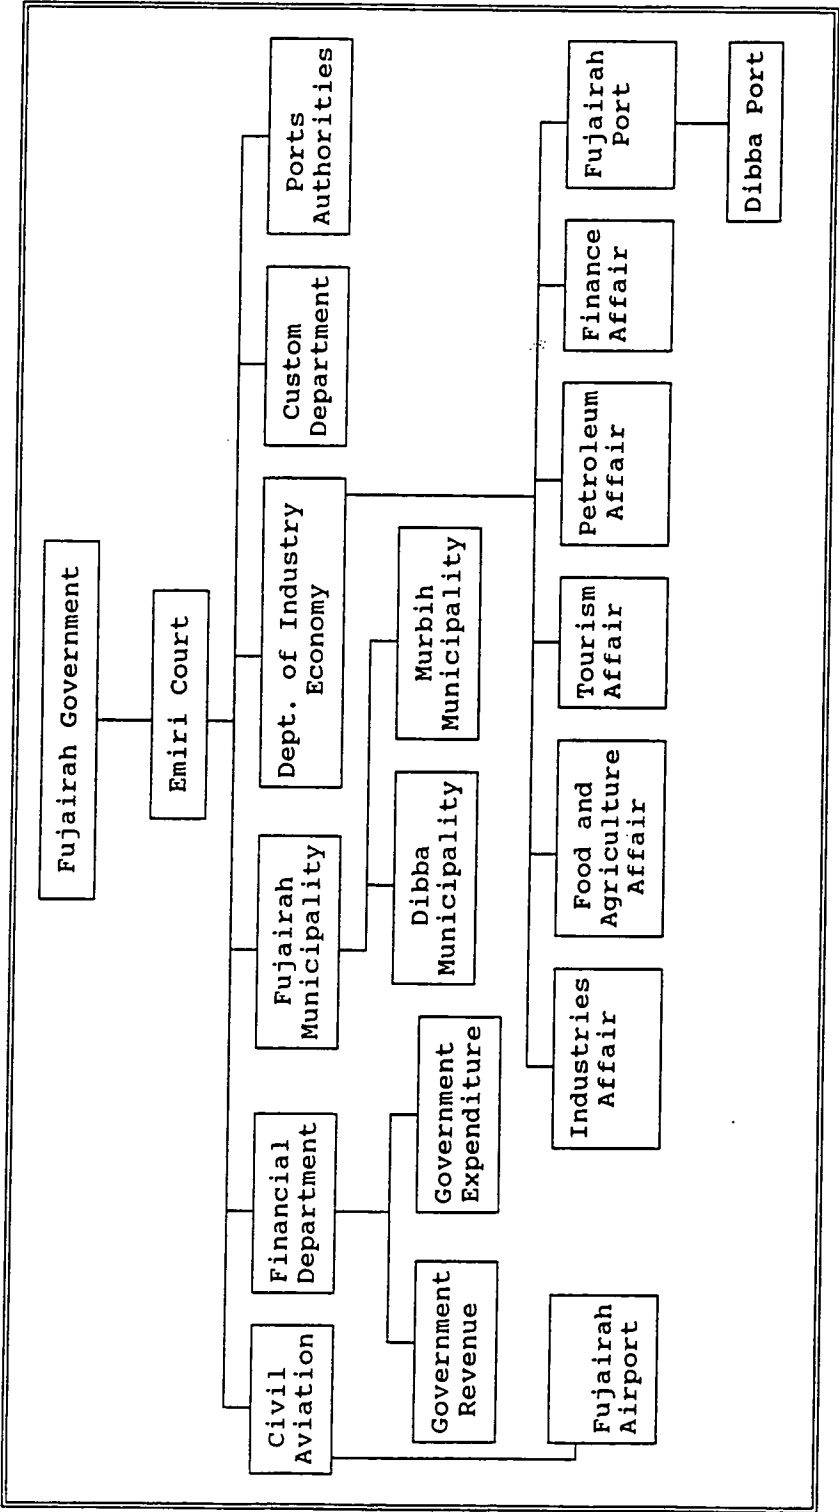 Fujairah Government
Emiri Court
Civil
Aviation
Financial
Department
Fujairah
Municipality
Dept. of Industry
Economy
Custom
Department
Ports
Authorities
Government
Revenue
Government
Expenditure
Dibba
Municipality
Murbih
Municipality
Fujairah
Airport
Industries
Affair
Food and
Agriculture
Affair
Tourism
Affair
Petroleum
Affair
Finance
Affair
Fujairah
Port
Dibba Port